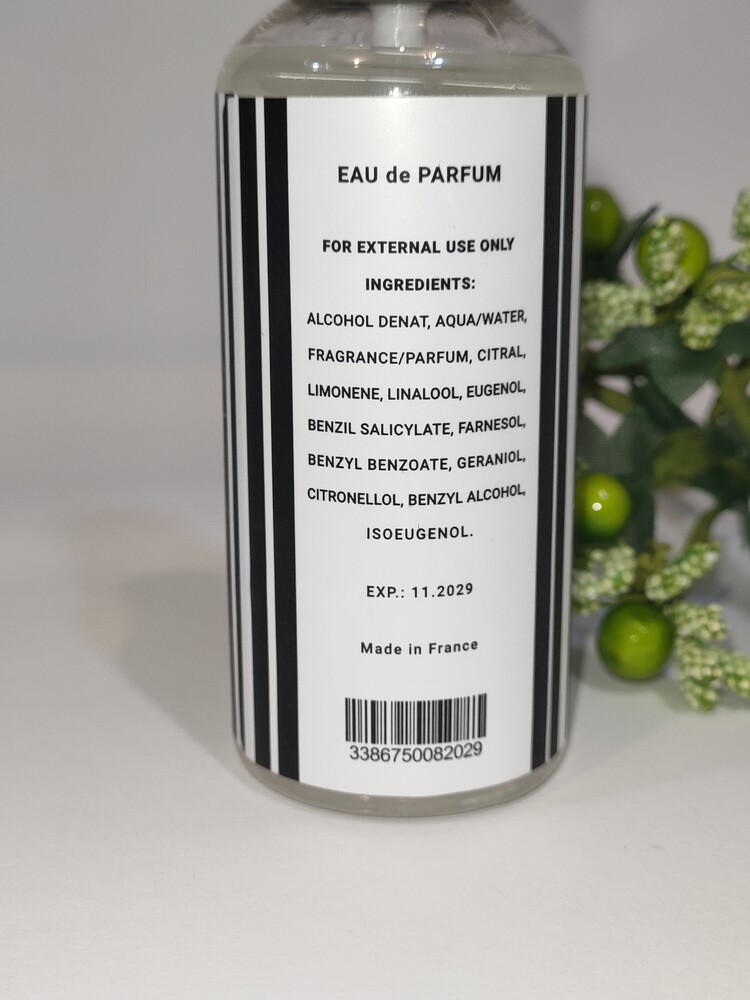 EAU de PARFUM
FOR EXTERNAL USE ONLY
INGREDIENTS:
ALCOHOL DENAT, AQUA/WATER,
FRAGRANCE/PARFUM, CITRAL,
LIMONENE, LINALOOL, EUGENOL,
BENZIL SALICYLATE, FARNESOL,
BENZYL BENZOATE, GERANIOL,
CITRONELLOL, BENZYL ALCOHOL,
ISOEUGENOL.
EXP.: 11.2029
Made in France
3386750082029